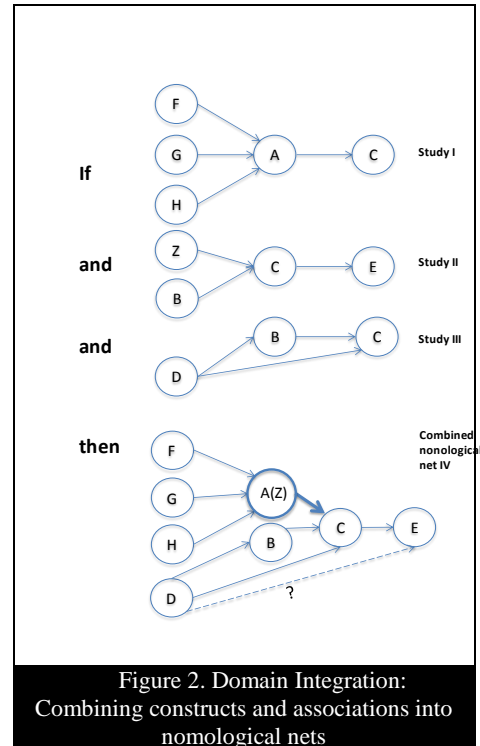 F
G
A
C
Study I
If
H
Z
and
C
E
Study II
B
and
B
C
Study III
D
then
F
Combined
nonological
net IV
G
A(Z)
H
B
C
E
D
?
Figure 2. Domain Integration:
Combining constructs and associations into
nomological nets